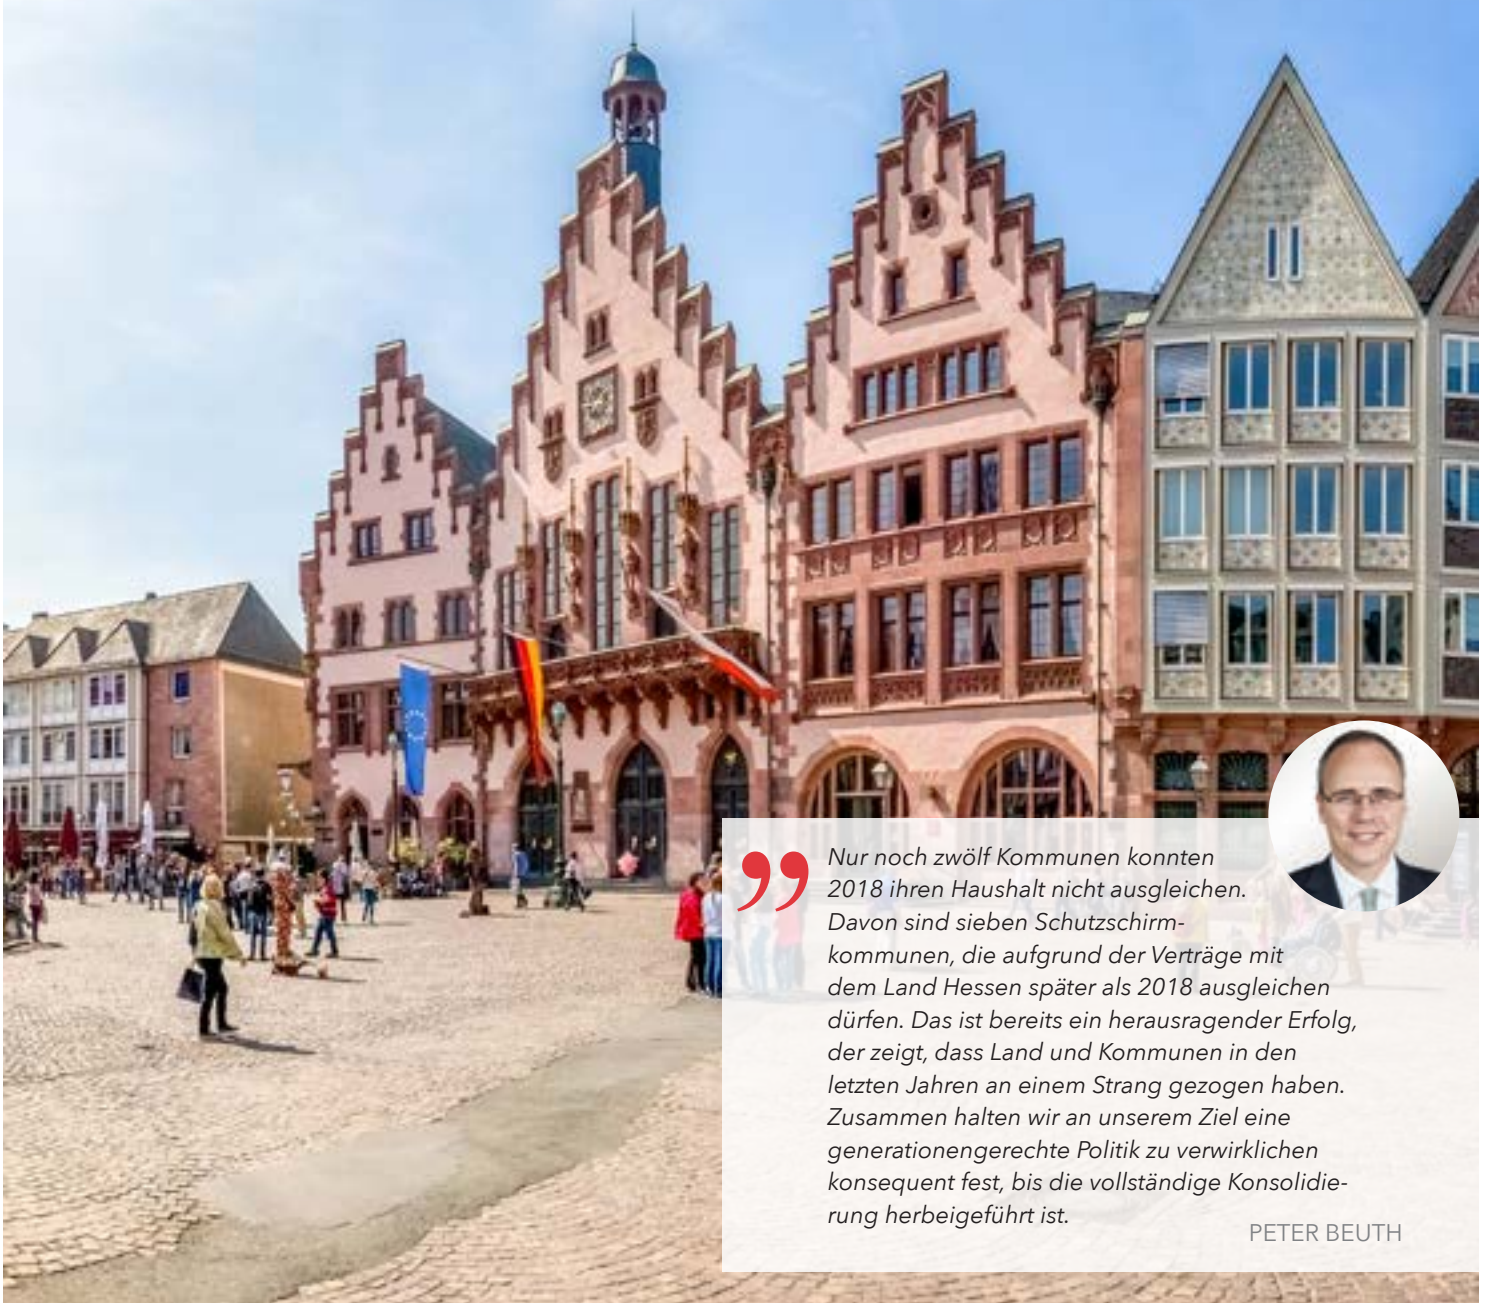 Nur noch zwölf Kommunen konnten
2018 ihren Haushalt nicht ausgleichen.
Davon sind sieben Schutzschirm-
kommunen, die aufgrund der Verträge mit
dem Land Hessen später als 2018 ausgleichen
dürfen. Das ist bereits ein herausragender Erfolg,
der zeigt, dass Land und Kommunen in den
letzten Jahren an einem Strang gezogen haben.
Zusammen halten wir an unserem Ziel eine
generationengerechte Politik zu verwirklichen
konsequent fest, bis die vollständige Konsolidie-
rung herbeigeführt ist.
PETER BEUTH